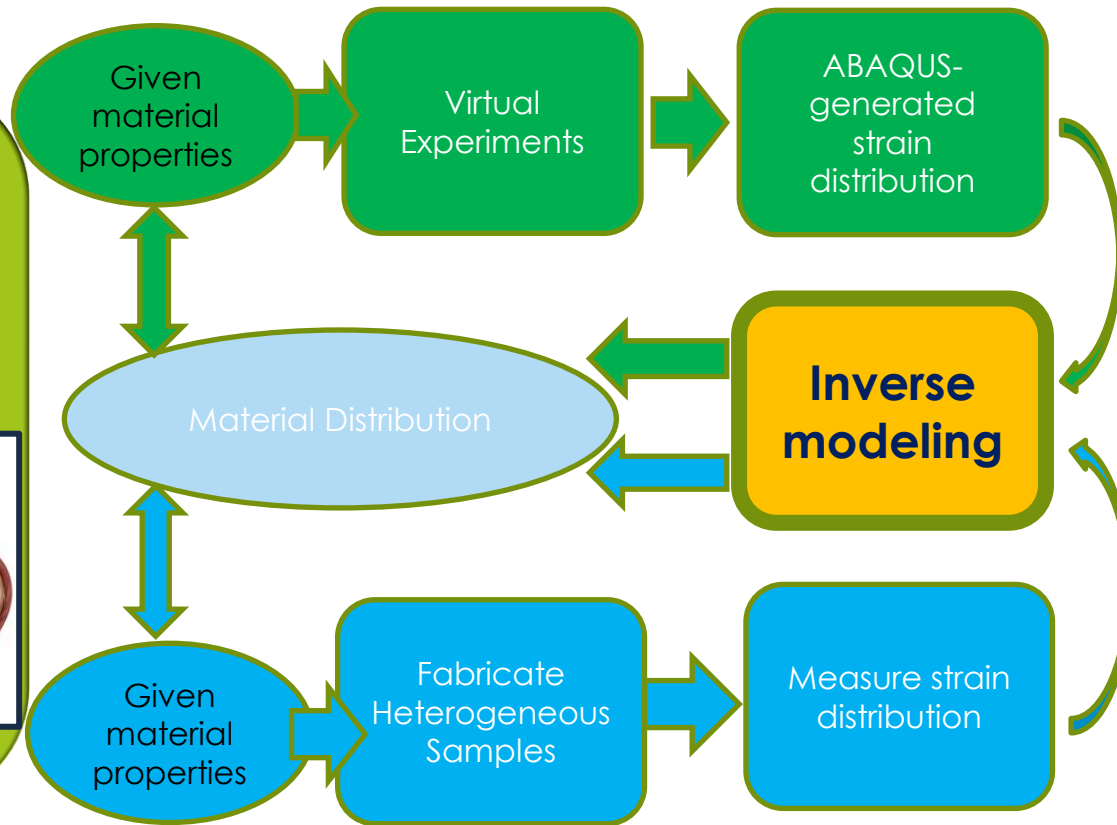 Given
material
properties
Virtual
Experiments
ABAQUS-
generated
strain
distribution
Material Distribution
Inverse
modeling
Given
material
properties
Fabricate
Heterogeneous
Samples
Measure strain
distribution